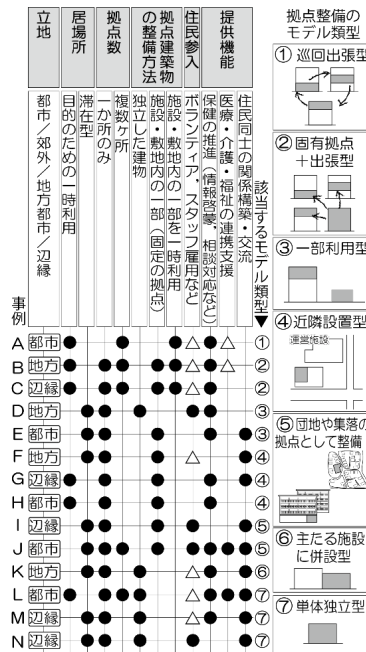 拠点整備の
モデル類型
立地
居場所
拠点数
拠点建築物
の整備方法
住民参入
提供機能
都市／郊外／地方都市／辺縁
目的のための一時利用
滞在型
一か所のみ
複数ヶ所
独立した建物
施設・敷地内の一部（固定の拠点）
施設・敷地内の一部を一時利用
ボランティア，スタッフ雇用など
保健の推進（情報啓蒙，相談対応など）
医療・介護・福祉の連携支援
住民同士の関係構築・交流
該当するモデル類型▼
事例
A 都市 ● ● ● △ ● △ ①
B 地方 ● ● ● ● △ ● △ ②
C 辺縁 ● ● ● ● ● △ ● ②
D 地方 ● ● ● △ ● ③
E 都市 ● ● ● ● ● ③
F 地方 ● ● ● △ ● ④
G 辺縁 ● ● ● ● ● ④
H 都市 ● ● ● ● ④
I 辺縁 ● ● ● ● ● ⑤
J 都市 ● ● ● ● ● ● ● ● ⑤
K 地方 ● ● ● △ ● ● ⑥
L 都市 ● ● ● ● △ ● ● ● ⑦
M 辺縁 ● ● ● △ ● ● ⑦
N 辺縁 ● ● ● ● ● ⑦
① 巡回出張型
② 固有拠点
＋出張型
③ 一部利用型
④ 近隣設置型
運営施設
⑤ 団地や集落の
拠点として整備
⑥ 主たる施設
に併設型
⑦ 単体独立型